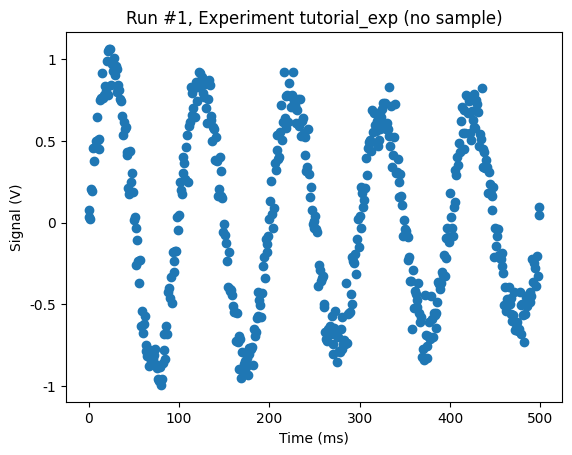 Run #1, Experiment tutorial_exp (no sample)
1
0.5
0
-0.5
-1
Signal (V)
0 100 200 300 400 500
Time (ms)